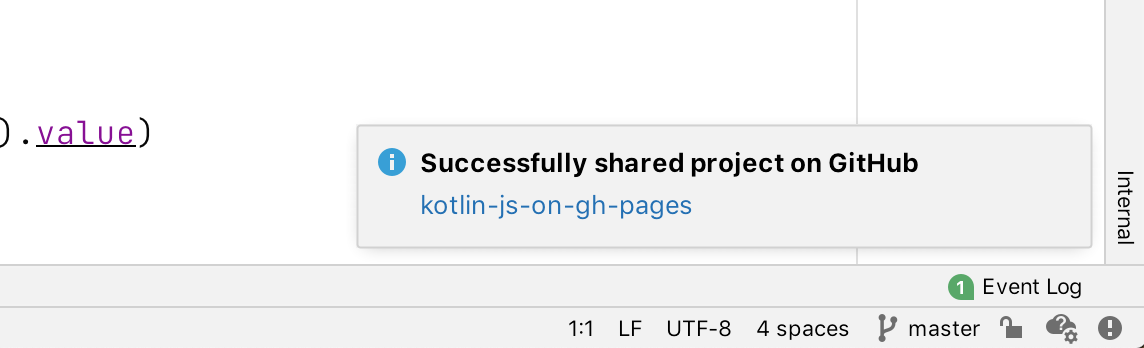 ).value)
Successfully shared project on GitHub
kotlin-js-on-gh-pages
Internal
1 Event Log
1:1 LF UTF-8 4 spaces master